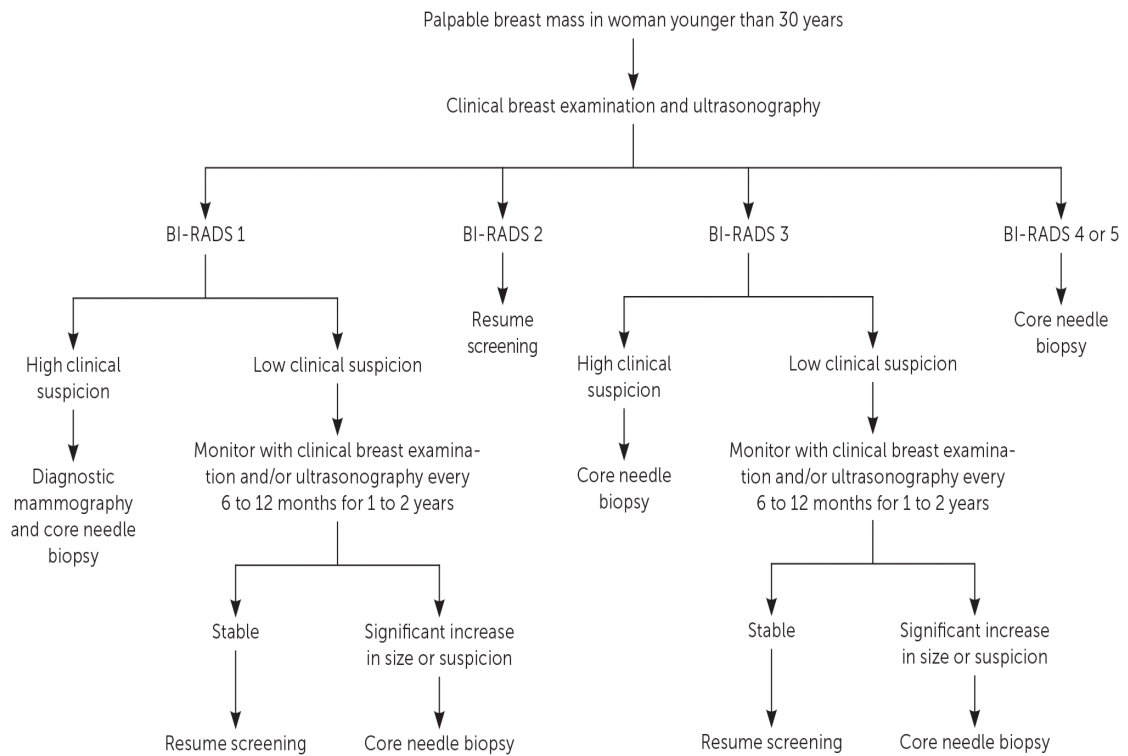 Palpable breast mass in woman younger than 30 years
Clinical breast examination and ultrasonography
BI-RADS 1
BI-RADS 2
BI-RADS 3
BI-RADS 4 or 5
High clinical
suspicion
Diagnostic
mammography
and core needle
biopsy
Low clinical suspicion
Monitor with clinical breast examina-
tion and/or ultrasonography every
6 to 12 months for 1 to 2 years
Stable
Resume screening
Significant increase
in size or suspicion
Core needle biopsy
Resume
screening
High clinical
suspicion
Core needle
biopsy
Low clinical suspicion
Monitor with clinical breast examina-
tion and/or ultrasonography every
6 to 12 months for 1 to 2 years
Stable
Resume screening
Significant increase
in size or suspicion
Core needle biopsy
Core needle
biopsy